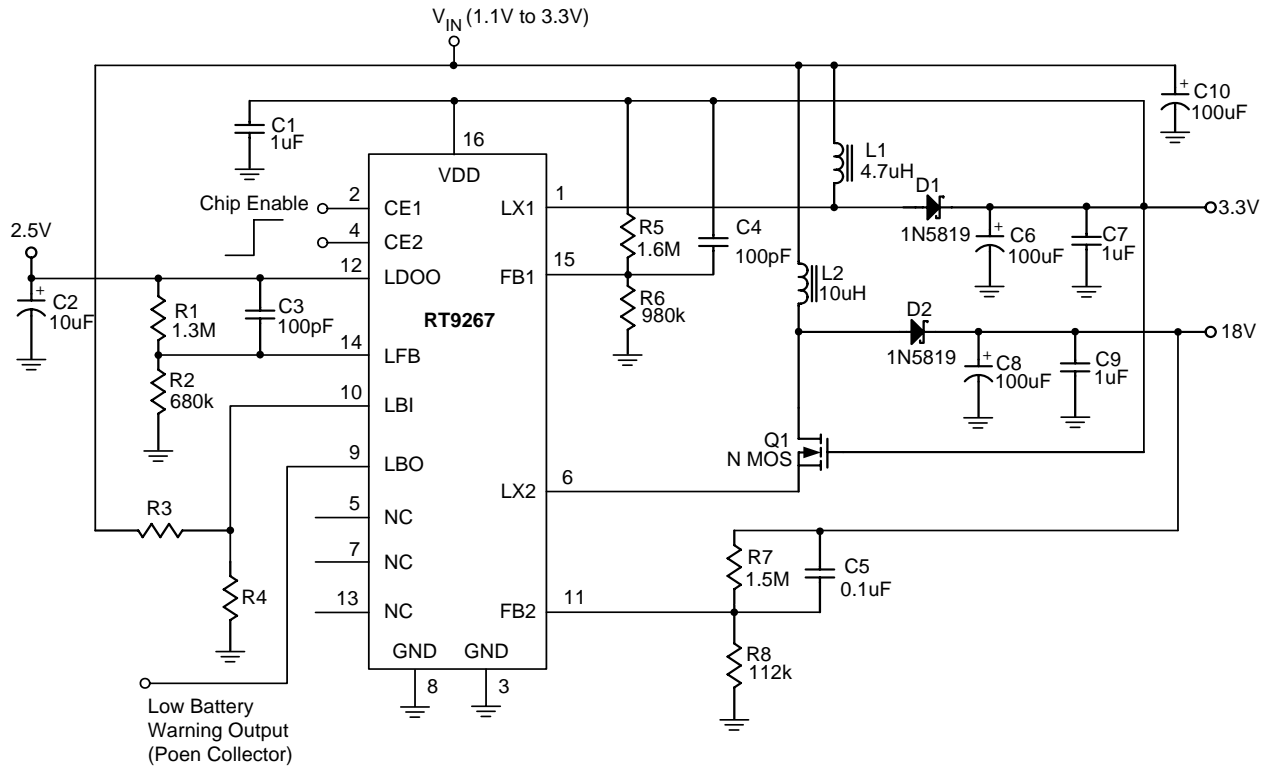 VIN (1.1V to 3.3V)
C10
100uF
C1
1uF
16
VDD
L1
4.7uH
Chip Enable
2
CE1
LX1
1
D1
3.3V
4
CE2
R5
1.6M
C4
100pF
1N5819
C6
100uF
C7
1uF
2.5V
12
LDOO
FB1
15
L2
10uH
C2
10uF
R1
1.3M
C3
100pF
RT9267
R6
980k
D2
18V
14
LFB
1N5819
C8
100uF
C9
1uF
R2
680k
10
LBI
Q1
N MOS
9
LBO
LX2
6
R3
5
NC
7
NC
R7
1.5M
C5
0.1uF
R4
13
NC
FB2
11
GND
GND
R8
112k
8
3
Low Battery
Warning Output
(Poen Collector)